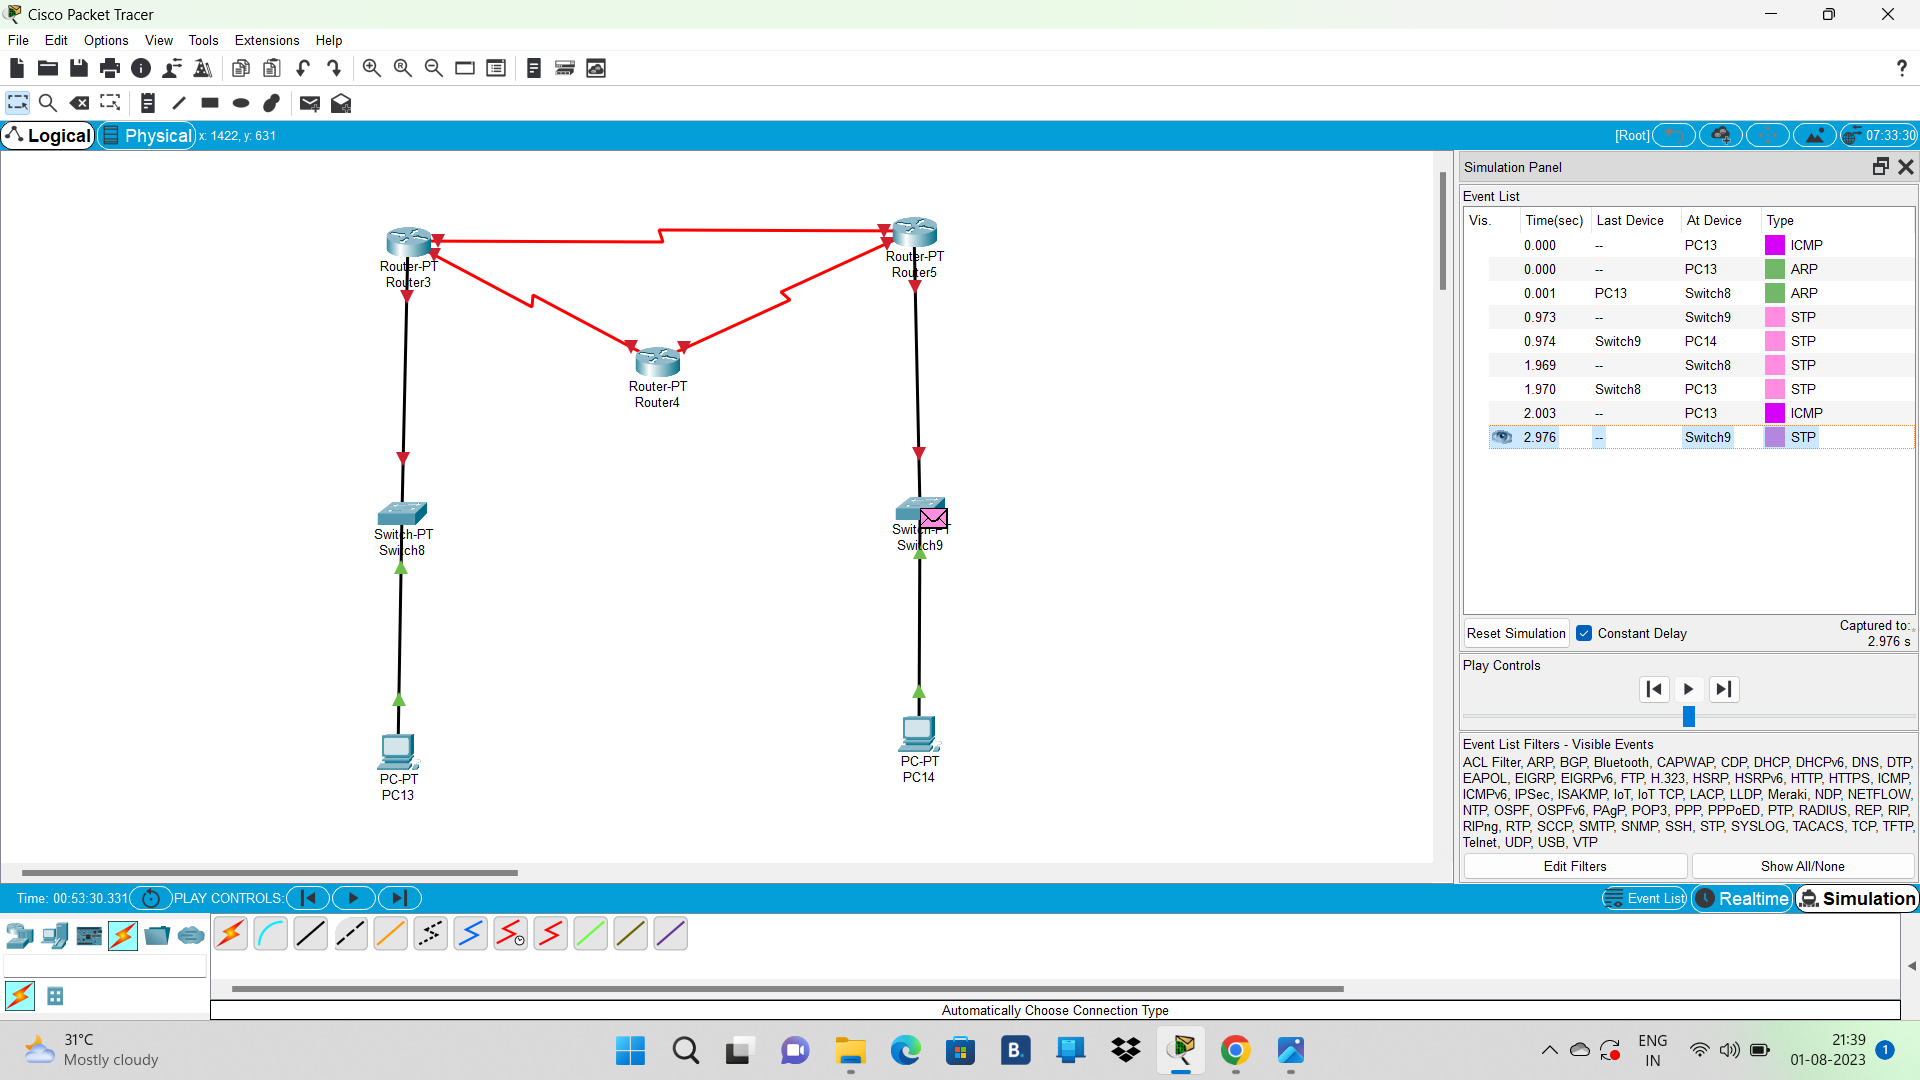 Cisco Packet Tracer
File Edit Options View Tools Extensions Help
?
Logical Physical x: 1422, y: 631 [Root] 07:33:30
Simulation Panel
Event List
Vis. Time(sec) Last Device At Device Type
0.000 -- PC13 ICMP
0.000 -- PC13 ARP
0.001 PC13 Switch8 ARP
0.973 -- Switch9 STP
0.974 Switch9 PC14 STP
1.969 -- Switch8 STP
1.970 Switch8 PC13 STP
2.003 -- PC13 ICMP
2.976 -- Switch9 STP
Router-PT
Router3
Router-PT
Router5
Router-PT
Router4
Switch-PT
Switch8
Switch-PT
Switch9
PC-PT
PC13
PC-PT
PC14
Reset Simulation Constant Delay Captured to:
2.976 s
Play Controls
Event List Filters - Visible Events
ACL Filter, ARP, BGP, Bluetooth, CAPWAP, CDP, DHCP, DHCPv6, DNS, DTP,
EAPOL, EIGRP, EIGRPv6, FTP, H.323, HSRP, HSRPv6, HTTP, HTTPS, ICMP,
ICMPv6, IPSec, ISAKMP, IoT, IoT TCP, LACP, LLDP, Meraki, NDP, NETFLOW,
NTP, OSPF, OSPFv6, PAgP, POP3, PPP, PPPoED, PTP, RADIUS, REP, RIP,
RIPng, RTP, SCCP, SMTP, SNMP, SSH, STP, SYSLOG, TACACS, TCP, TFTP,
Telnet, UDP, USB, VTP
Edit Filters Show All/None
Time: 00:53:30.331 PLAY CONTROLS: Event List Realtime Simulation
Automatically Choose Connection Type
31°C
Mostly cloudy
B.
ENG
IN
21:39
01-08-2023
1